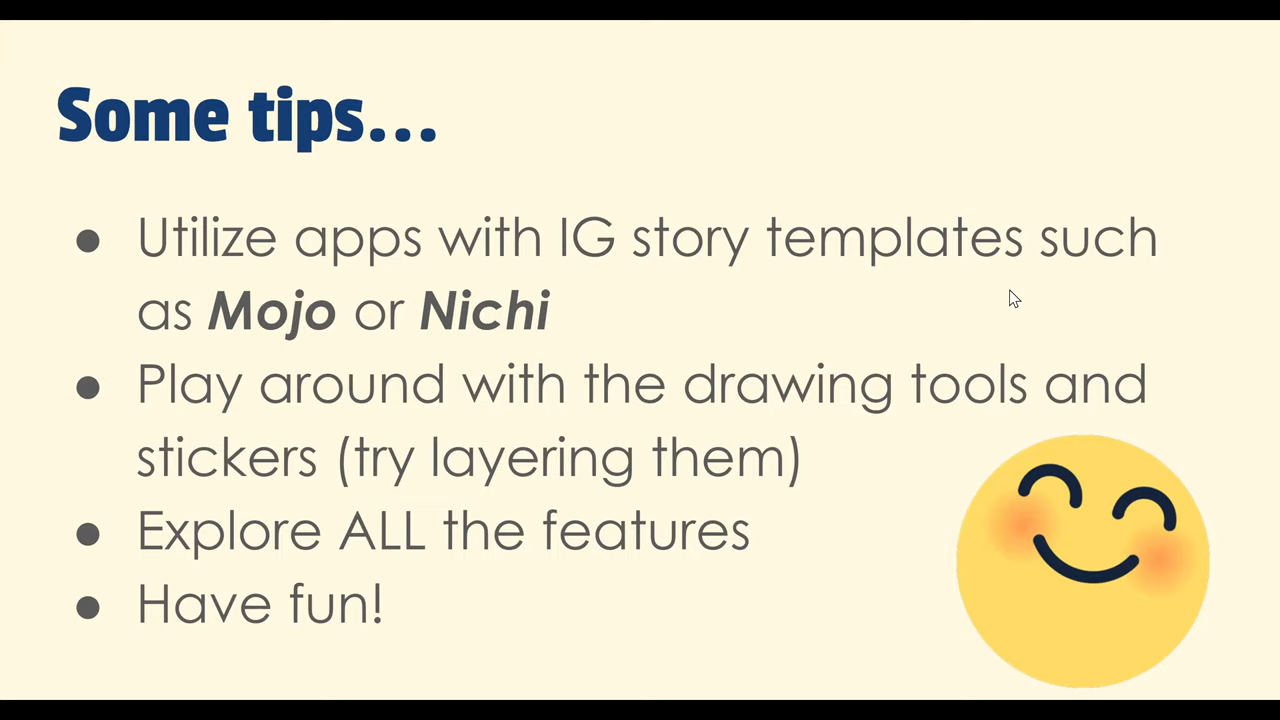 Some tips...
● Utilize apps with IG story templates such
as Mojo or Nichi
● Play around with the drawing tools and
stickers (try layering them)
● Explore ALL the features
● Have fun!